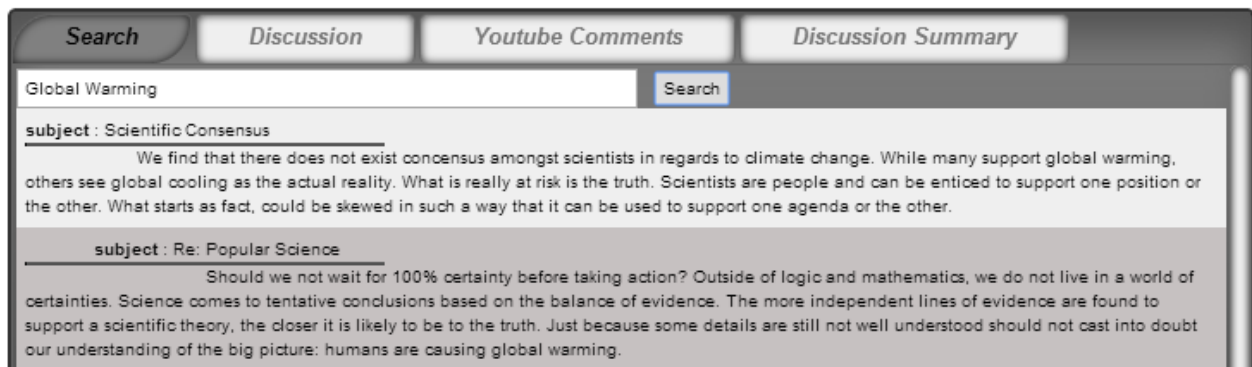 Search Discussion Youtube Comments Discussion Summary
Global Warming Search
subject : Scientific Consensus
We find that there does not exist concensus amongst scientists in regards to climate change. While many support global warming,
others see global cooling as the actual reality. What is really at risk is the truth. Scientists are people and can be enticed to support one position or
the other. What starts as fact, could be skewed in such a way that it can be used to support one agenda or the other.
subject : Re: Popular Science
Should we not wait for 100% certainty before taking action? Outside of logic and mathematics, we do not live in a world of
certainties. Science comes to tentative conclusions based on the balance of evidence. The more independent lines of evidence are found to
support a scientific theory, the closer it is likely to be to the truth. Just because some details are still not well understood should not cast into doubt
our understanding of the big picture: humans are causing global warming.